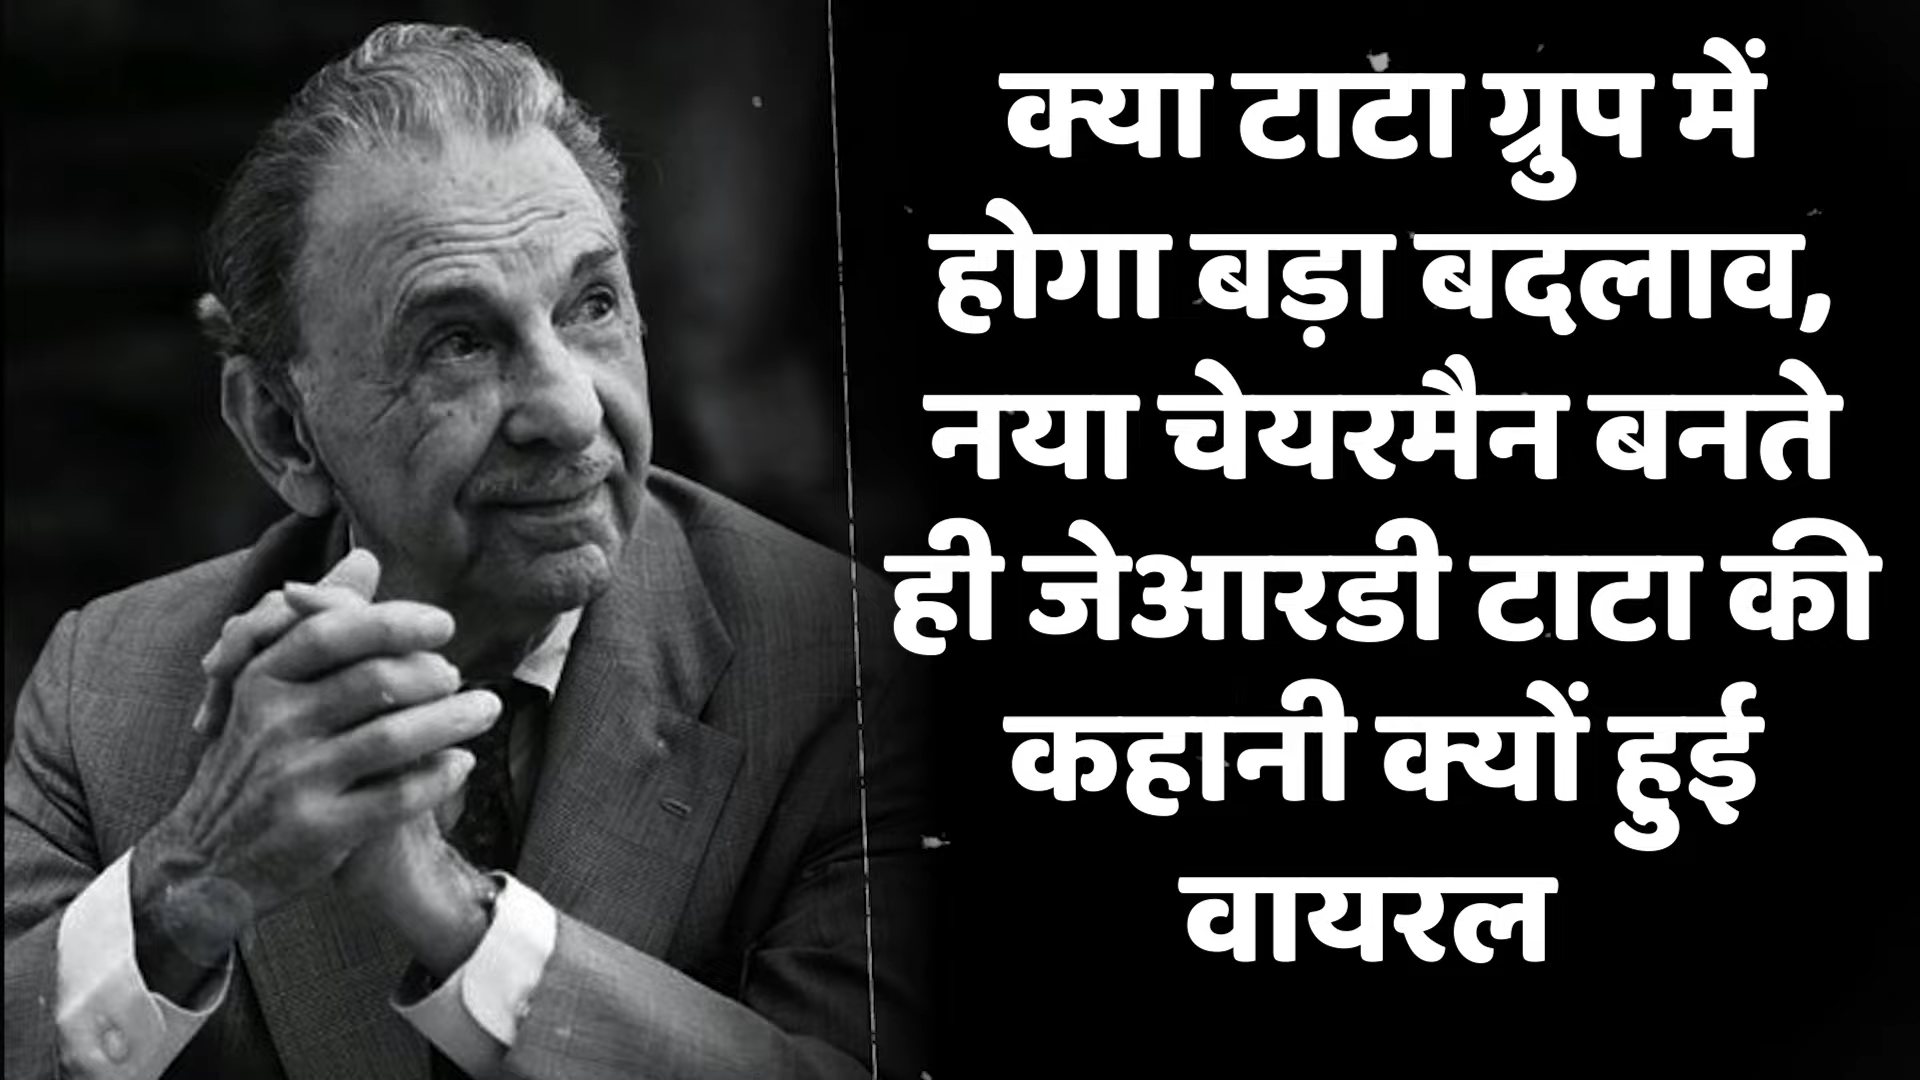 क्या टाटा ग्रुप में
होगा बड़ा बदलाव,
नया चेयरमैन बनते
ही जेआरडी टाटा की
कहानी क्यों हुई
वायरल